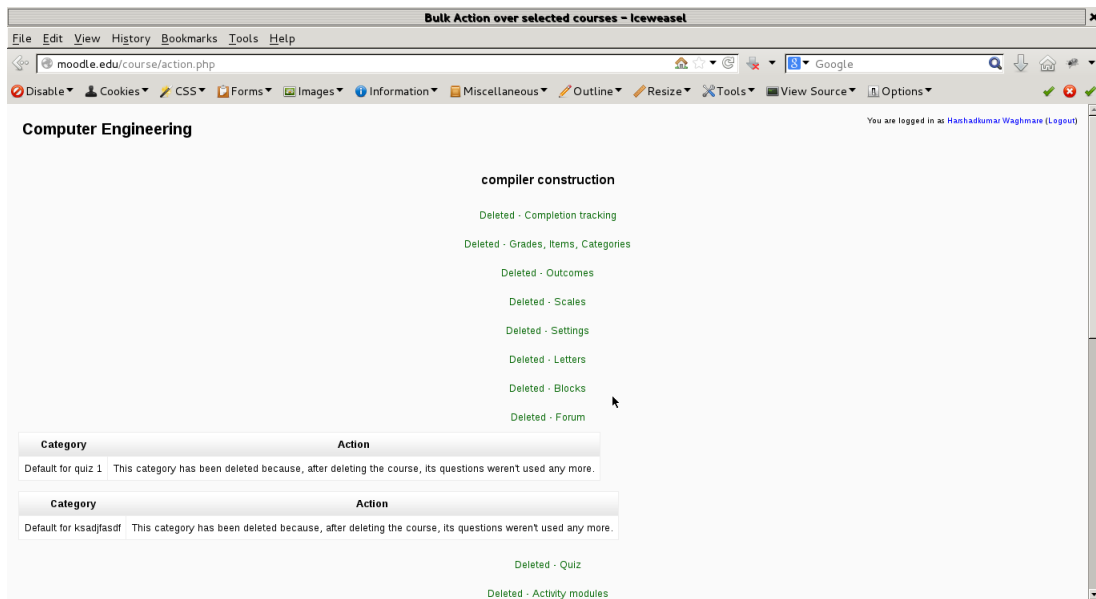 Bulk Action over selected courses - Iceweasel
File Edit View History Bookmarks Tools Help
moodle.edu/course/action.php
8 Google
Disable Cookies CSS Forms Images Information Miscellaneous Outline Resize Tools View Source Options
Computer Engineering
You are logged in as Harshadkumar Waghmare (Logout)
compiler construction
Deleted - Completion tracking
Deleted - Grades, Items, Categories
Deleted - Outcomes
Deleted - Scales
Deleted - Settings
Deleted - Letters
Deleted - Blocks
Deleted - Forum
Category Action
Default for quiz 1 This category has been deleted because, after deleting the course, its questions weren't used any more.
Category Action
Default for ksadjfasdf This category has been deleted because, after deleting the course, its questions weren't used any more.
Deleted - Quiz
Deleted - Activity modules